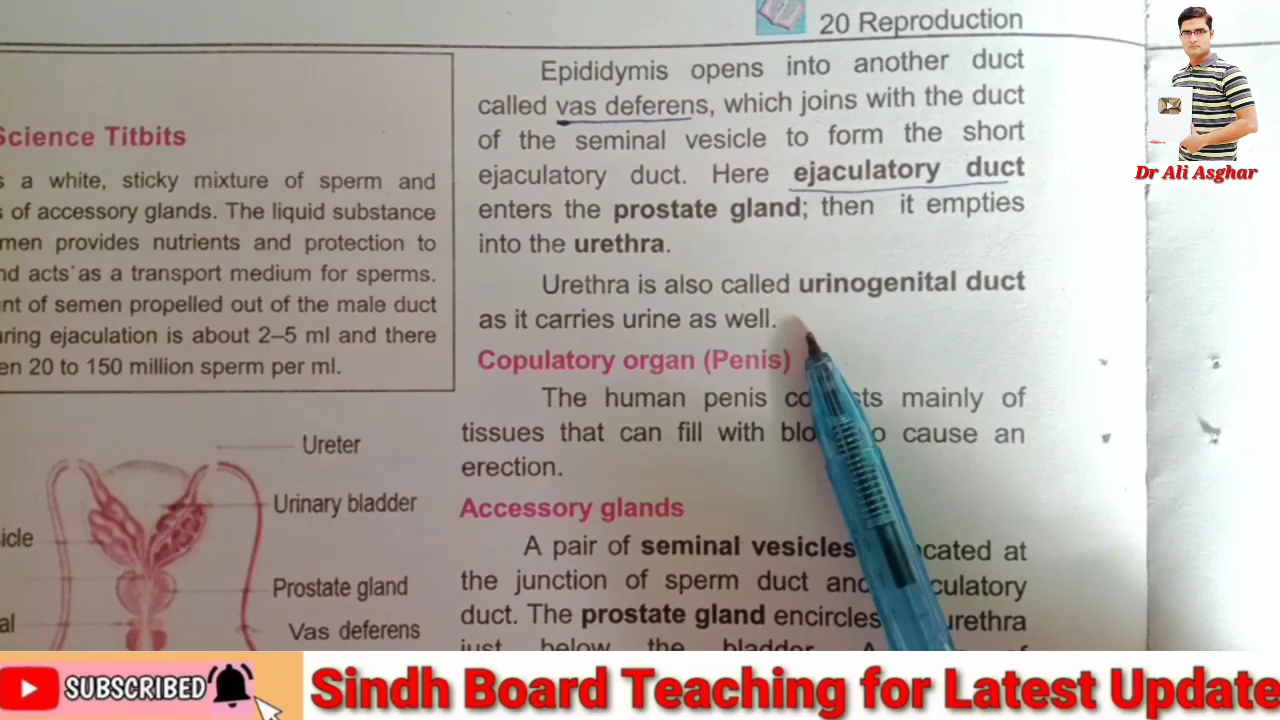 20 Reproduction
Science Titbits
a white, sticky mixture of sperm and
of accessory glands. The liquid substance
men provides nutrients and protection to
nd acts as a transport medium for sperms.
nt of semen propelled out of the male duct
uring ejaculation is about 2–5 ml and there
en 20 to 150 million sperm per ml.
Ureter
Urinary bladder
icle
Prostate gland
al
Vas deferens
Epididymis opens into another duct
called vas deferens, which joins with the duct
of the seminal vesicle to form the short
ejaculatory duct. Here ejaculatory duct
enters the prostate gland; then it empties
into the urethra.
Urethra is also called urinogenital duct
as it carries urine as well.
Copulatory organ (Penis)
The human penis co sts mainly of
tissues that can fill with blo o cause an
erection.
Accessory glands
A pair of seminal vesicles cated at
the junction of sperm duct and culatory
duct. The prostate gland encircles urethra
just below the bladder. A of
Dr Ali Asghar
SUBSCRIBED
Sindh Board Teaching for Latest Update